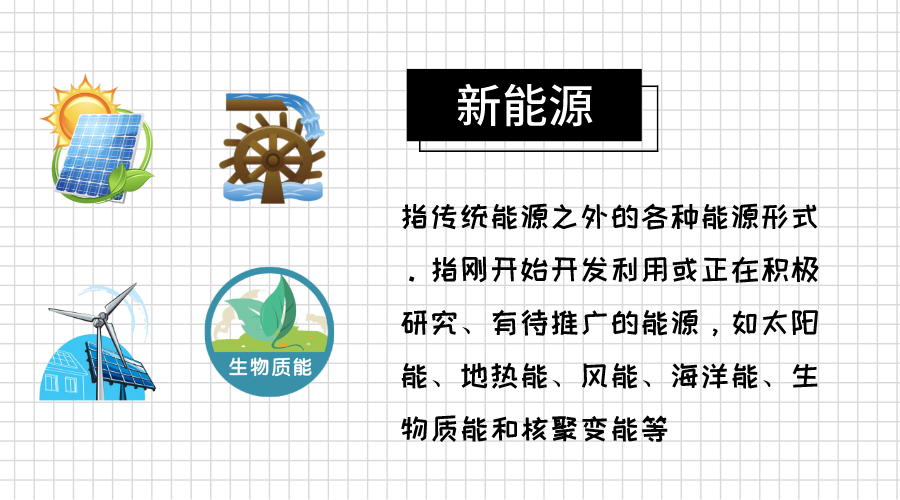 新能源
指传统能源之外的各种能源形式
。指刚开始开发利用或正在积极
研究、有待推广的能源，如太阳
能、地热能、风能、海洋能、生
物质能和核聚变能等
生物质能